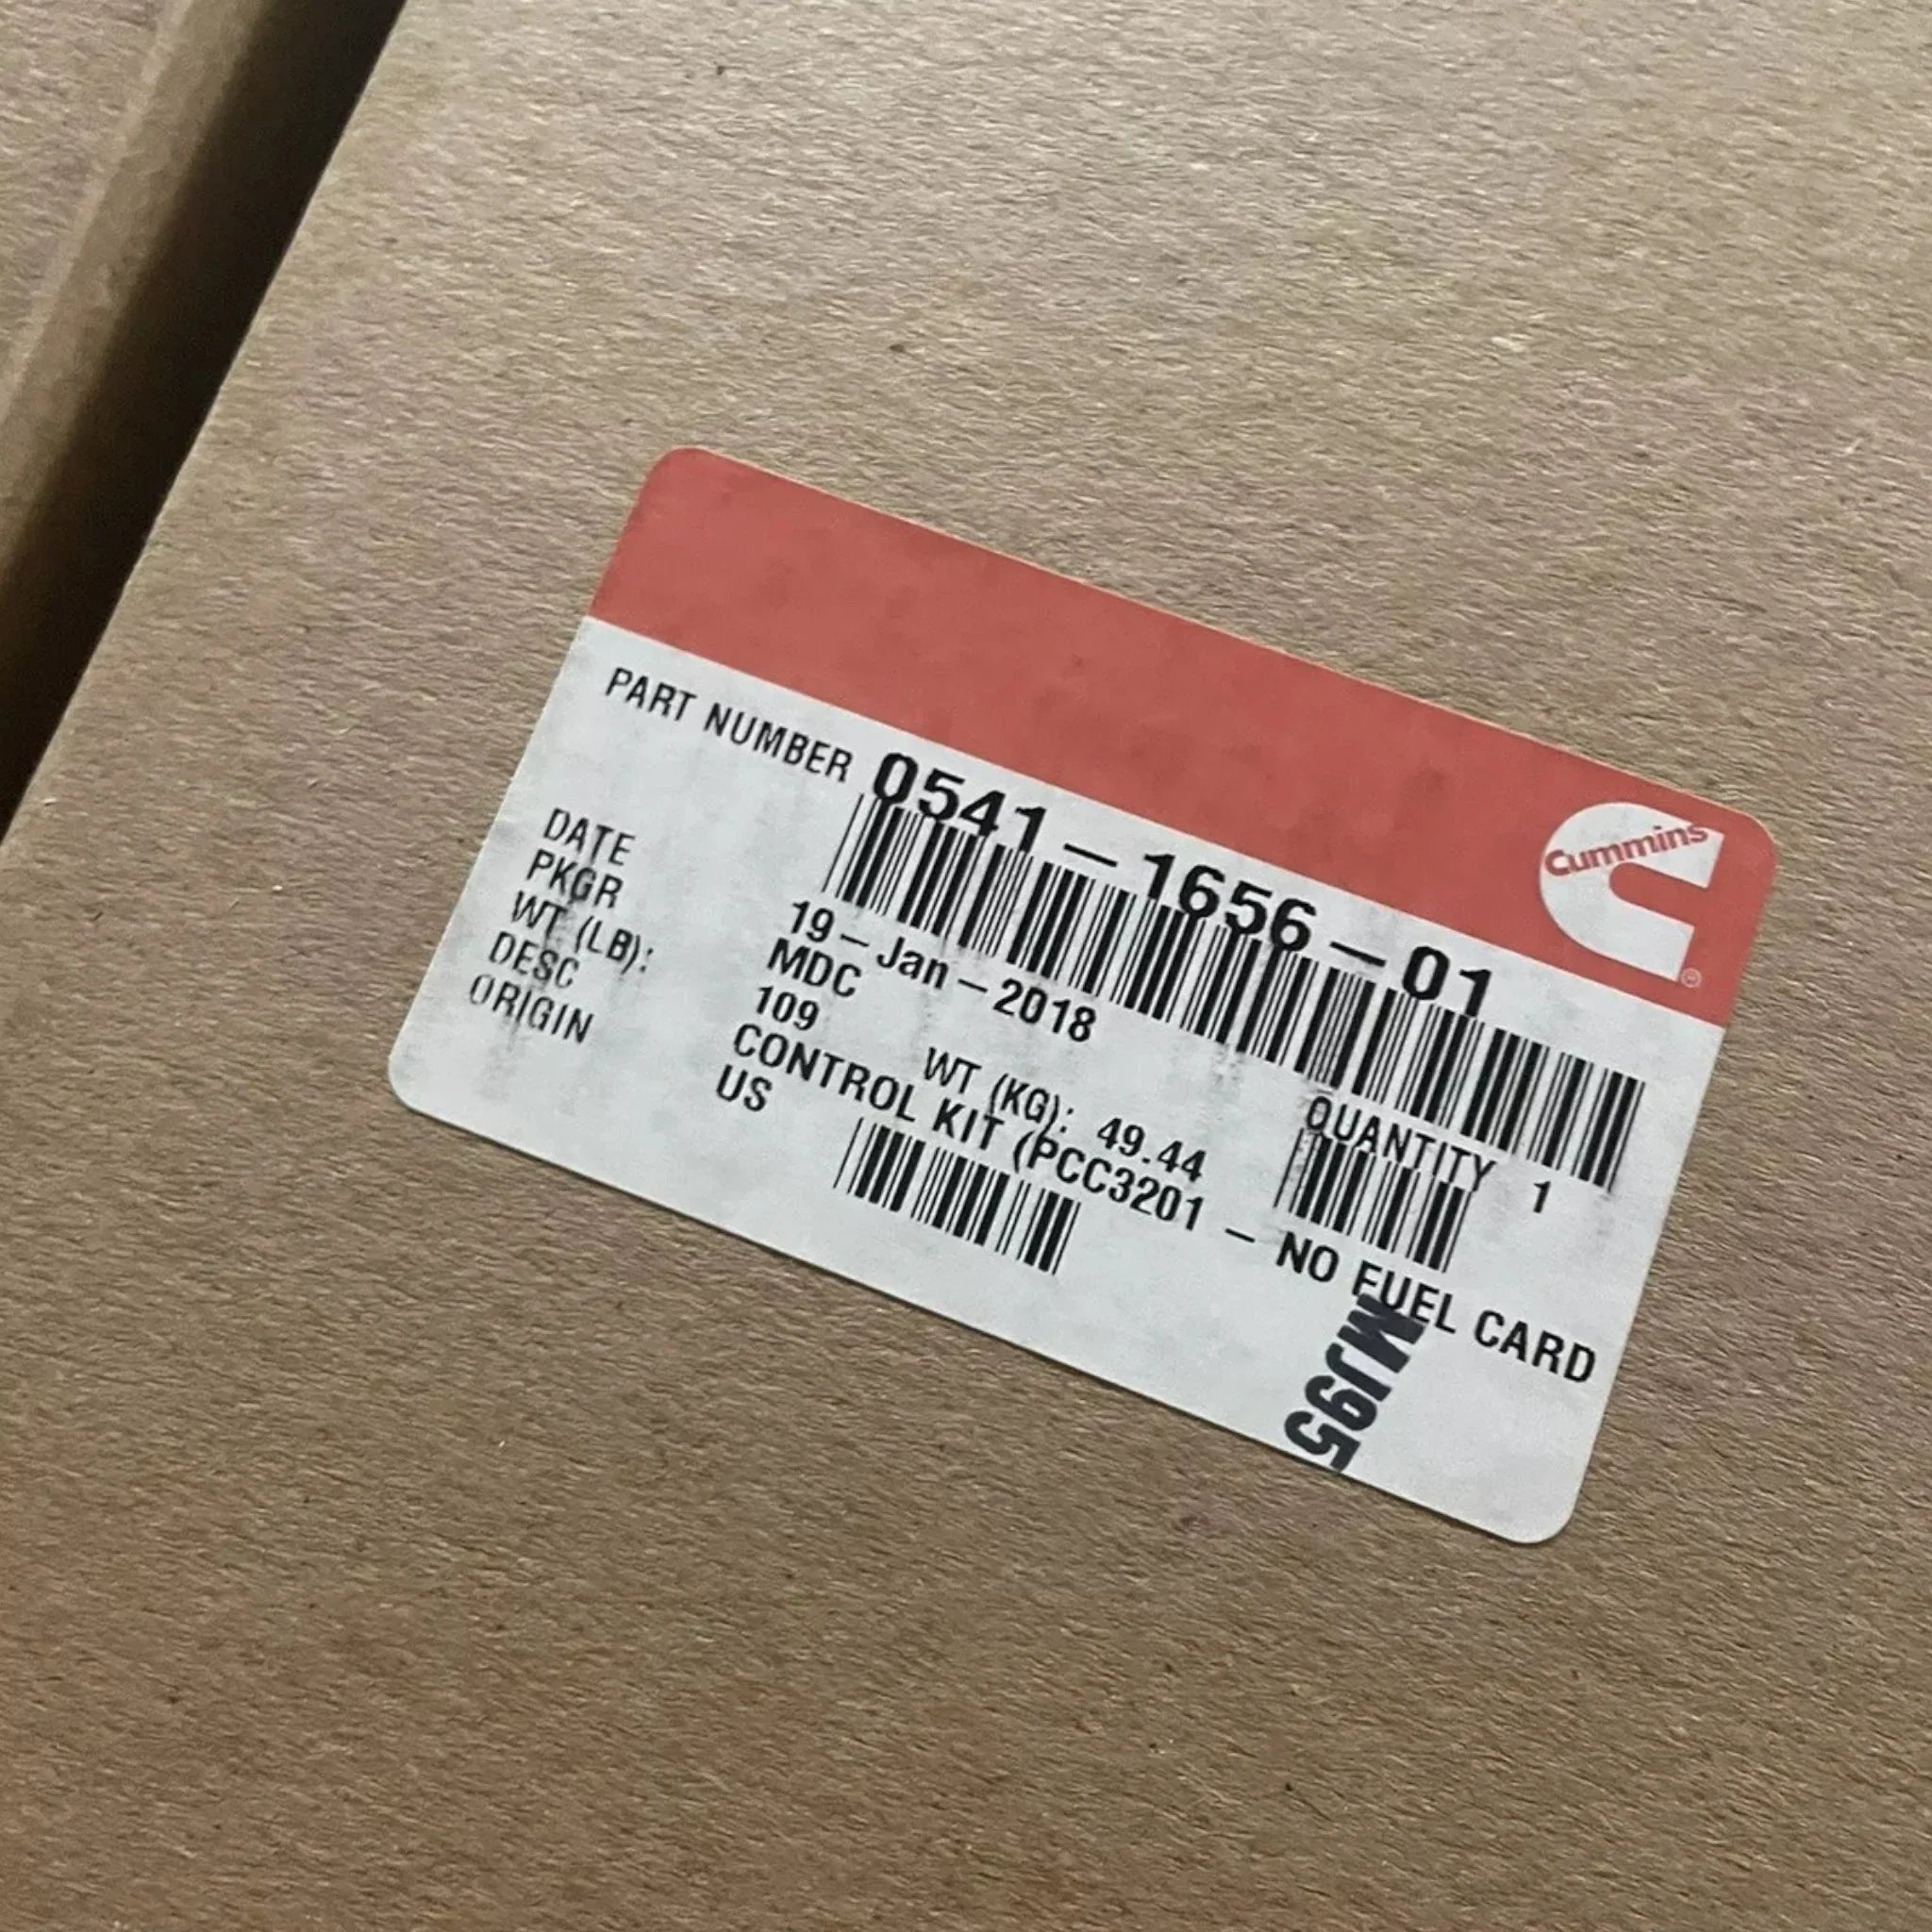 Cummins
®
PART NUMBER 0541-1656-01
DATE 19-Jan-2018
PKGR MDC QUANTITY 1
WT (LB): 109 WT (KG): 49.44
DESC CONTROL KIT (PCC3201 - NO FUEL CARD
ORIGIN US
MJ95